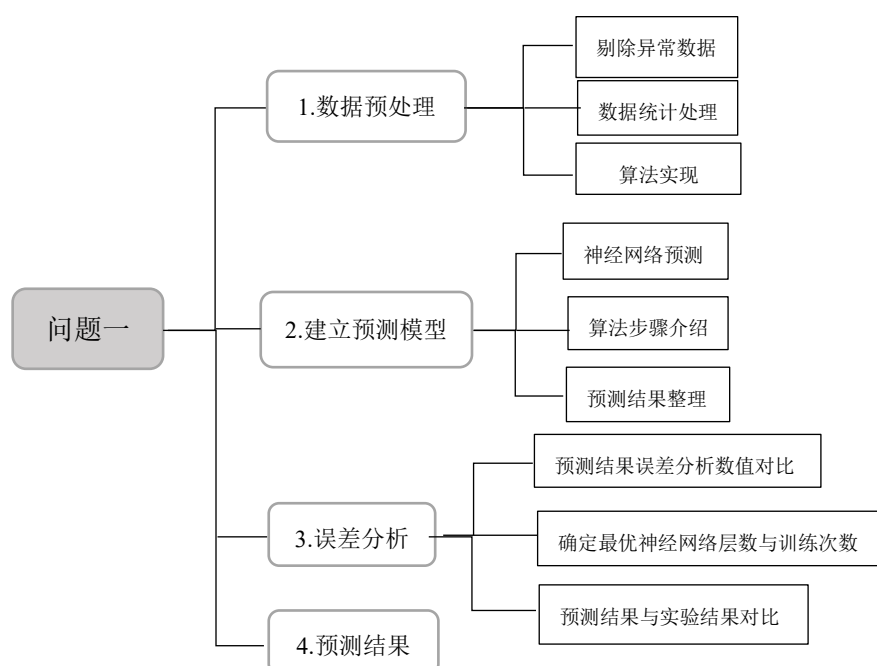 问题一
1.数据预处理
剔除异常数据
数据统计处理
算法实现
2.建立预测模型
神经网络预测
算法步骤介绍
预测结果整理
3.误差分析
预测结果误差分析数值对比
确定最优神经网络层数与训练次数
预测结果与实验结果对比
4.预测结果